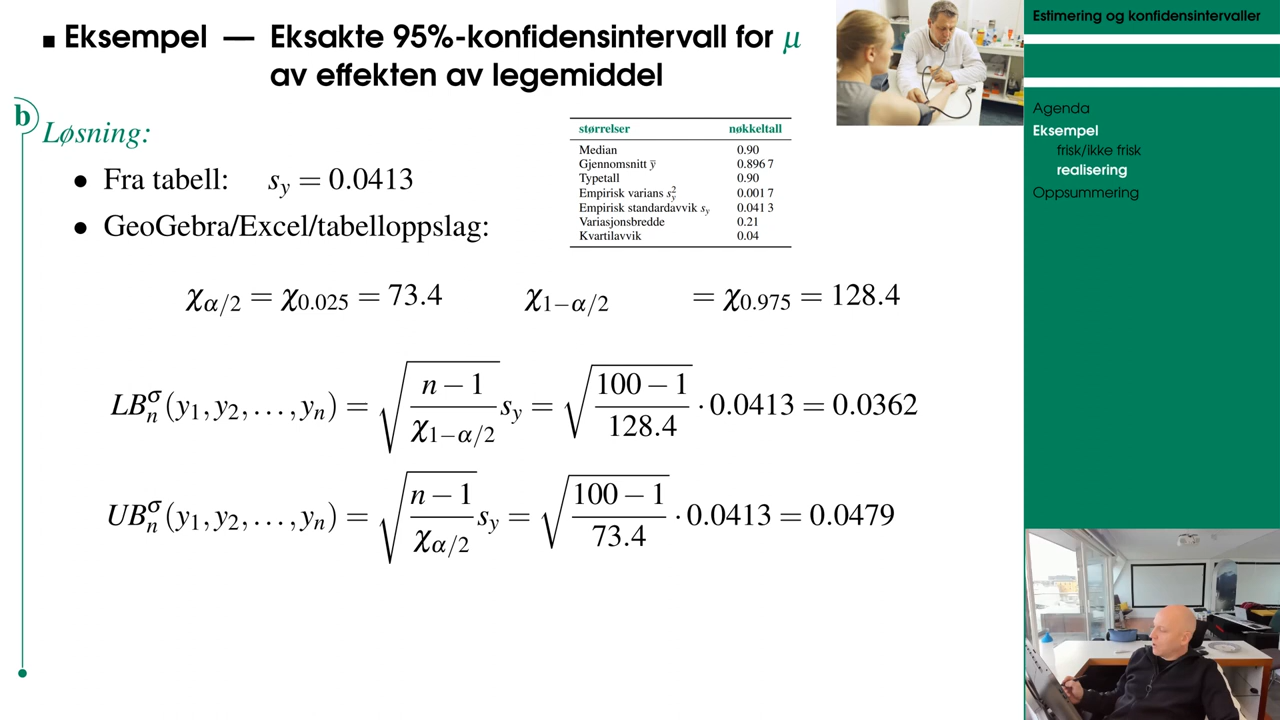 Eksempel — Eksakte 95%-konfidensintervall for μ
av effekten av legemiddel
b
Løsning:
• Fra tabell: s_y = 0.0413
• GeoGebra/Excel/tabelloppslag:
størrelser nøkkeltall
Median 0.90
Gjennomsnitt ȳ 0.896 7
Typetall 0.90
Empirisk varians s_y^2 0.001 7
Empirisk standardavvik s_y 0.041 3
Variasjonsbredde 0.21
Kvartilavvik 0.04
χ_{α/2} = χ_{0.025} = 73.4 χ_{1−α/2} = χ_{0.975} = 128.4
LB_n^σ(y_1, y_2, ..., y_n) = √((n − 1)/χ_{1−α/2}) s_y = √((100 − 1)/128.4) · 0.0413 = 0.0362
UB_n^σ(y_1, y_2, ..., y_n) = √((n − 1)/χ_{α/2}) s_y = √((100 − 1)/73.4) · 0.0413 = 0.0479
Estimering og konfidensintervaller
Agenda
Eksempel
frisk/ikke frisk
realisering
Oppsummering